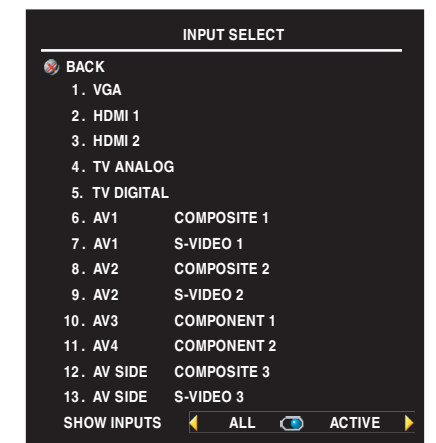 INPUT SELECT
BACK
1. VGA
2. HDMI 1
3. HDMI 2
4. TV ANALOG
5. TV DIGITAL
6. AV1 COMPOSITE 1
7. AV1 S-VIDEO 1
8. AV2 COMPOSITE 2
9. AV2 S-VIDEO 2
10. AV3 COMPONENT 1
11. AV4 COMPONENT 2
12. AV SIDE COMPOSITE 3
13. AV SIDE S-VIDEO 3
SHOW INPUTS ALL ACTIVE